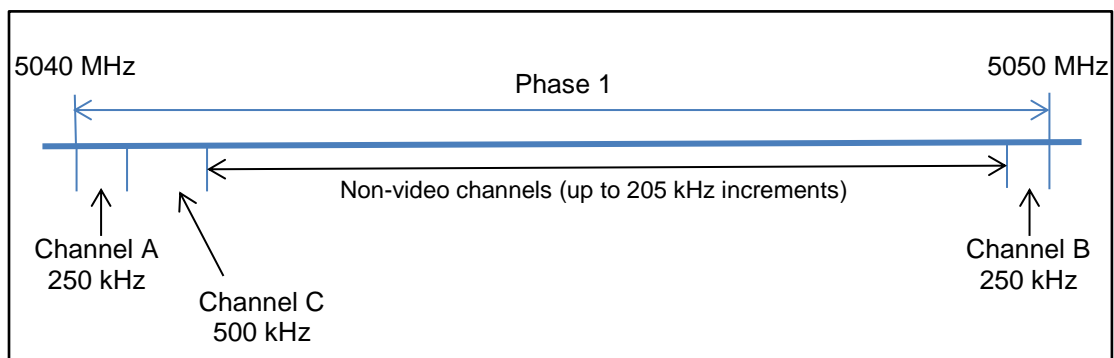 5040 MHz
5050 MHz
Phase 1
Non-video channels (up to 205 kHz increments)
Channel A
250 kHz
Channel C
500 kHz
Channel B
250 kHz